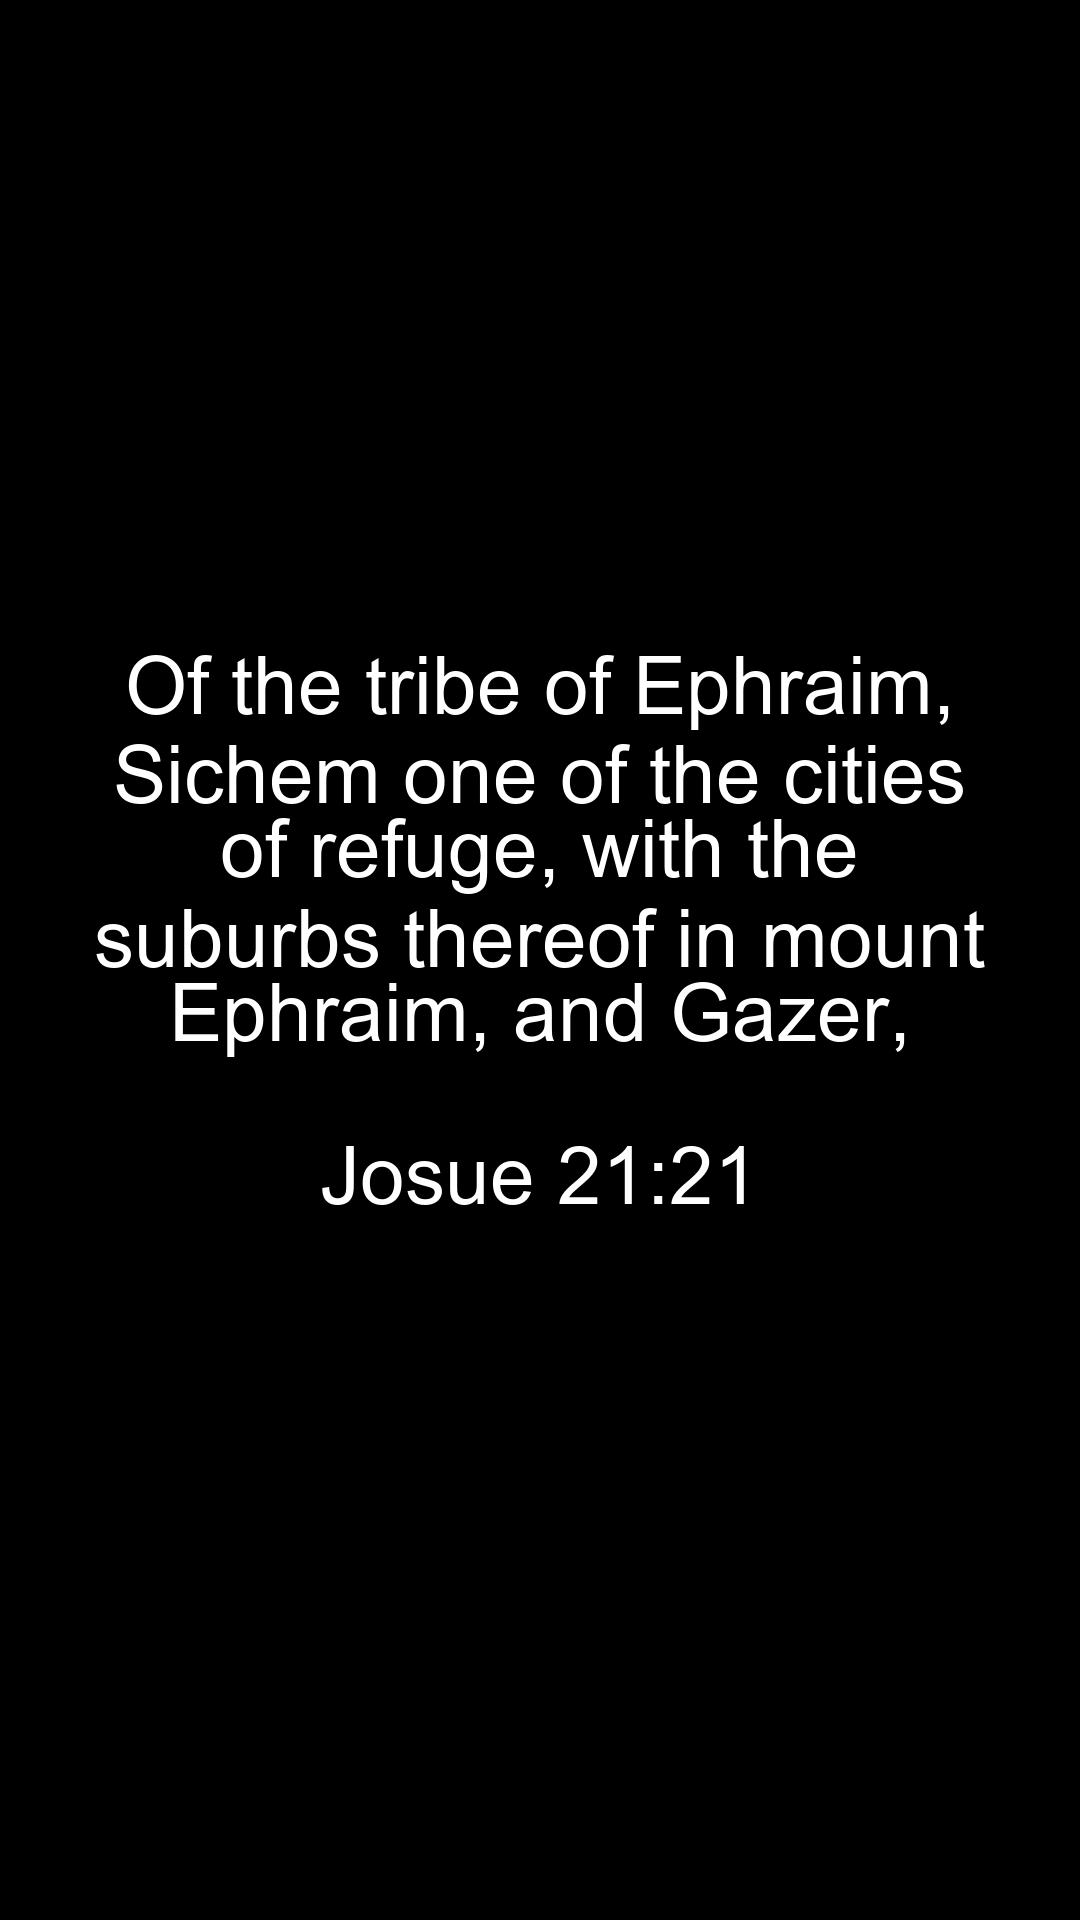 Of the tribe of Ephraim,
Sichem one of the cities
of refuge, with the
suburbs thereof in mount
Ephraim, and Gazer,
Josue 21:21